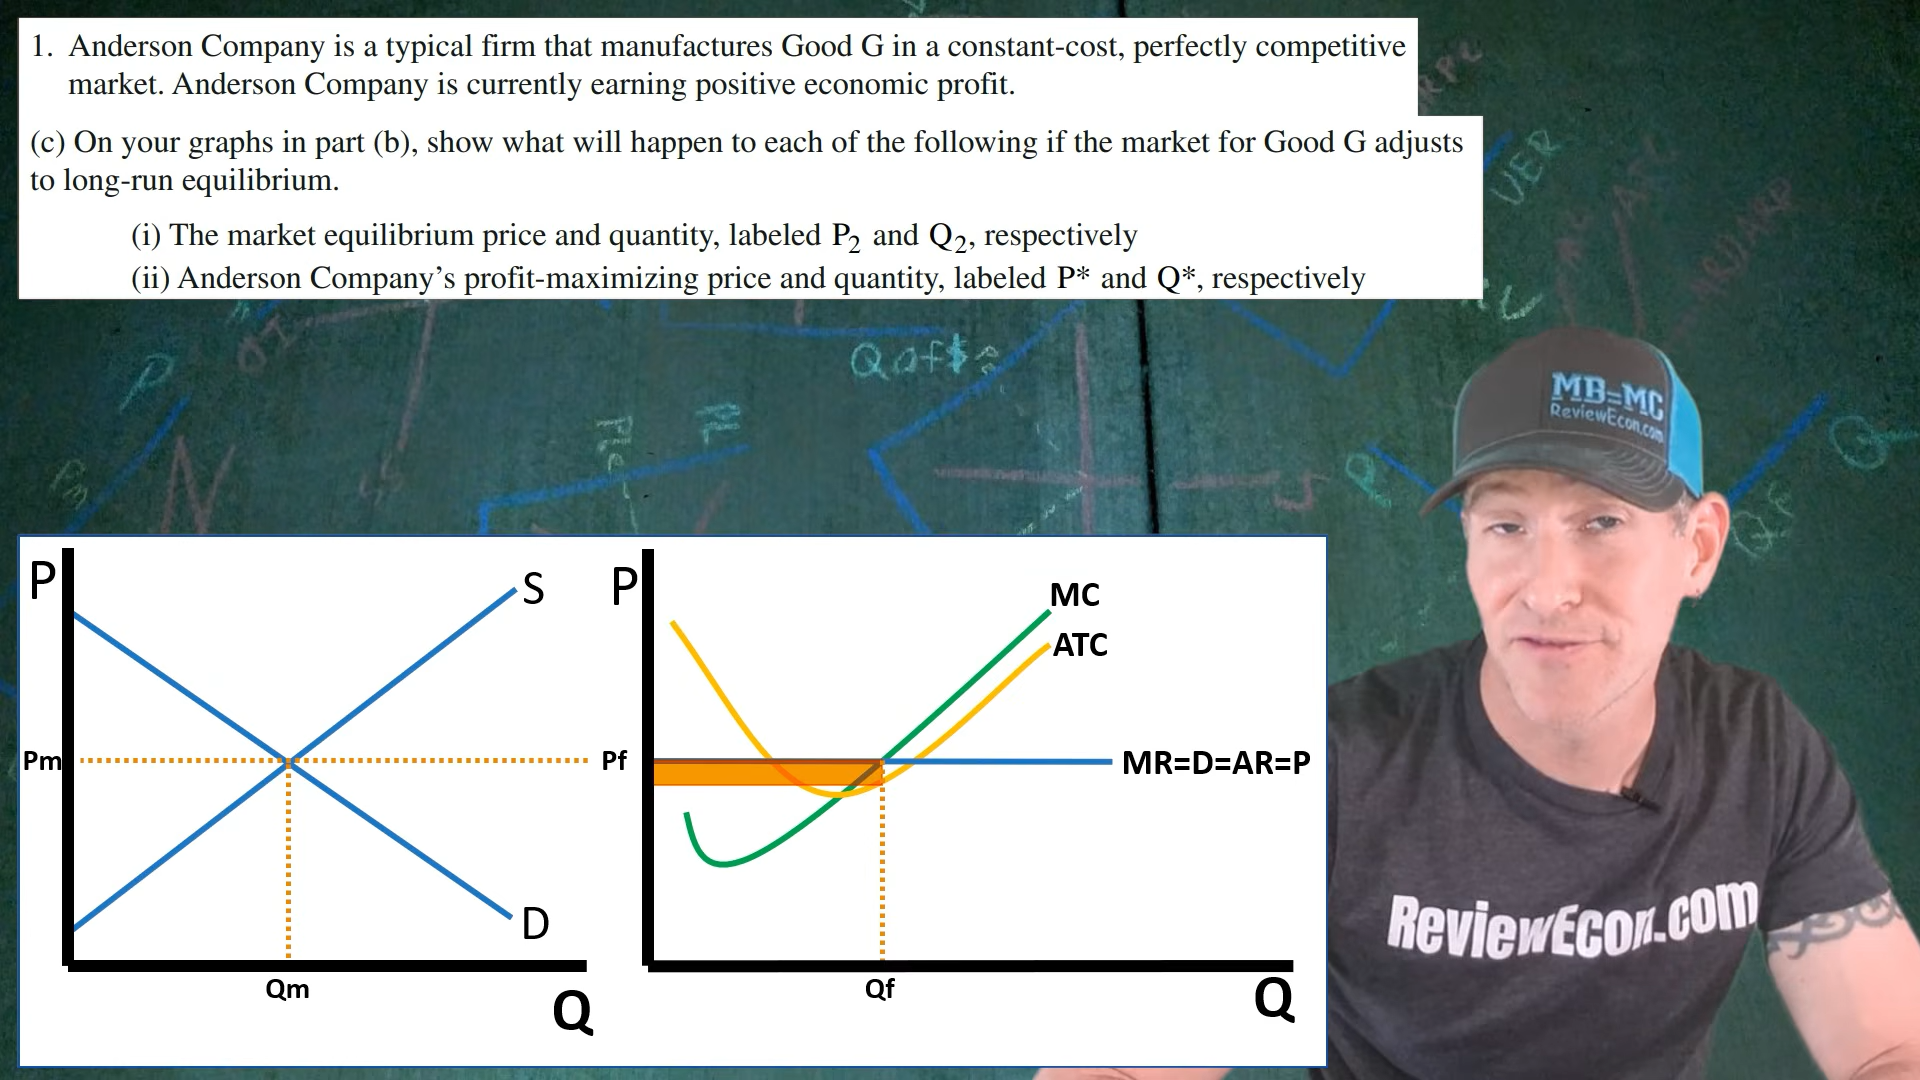 1. Anderson Company is a typical firm that manufactures Good G in a constant-cost, perfectly competitive
market. Anderson Company is currently earning positive economic profit.
(c) On your graphs in part (b), show what will happen to each of the following if the market for Good G adjusts
to long-run equilibrium.
(i) The market equilibrium price and quantity, labeled P2 and Q2, respectively
(ii) Anderson Company's profit-maximizing price and quantity, labeled P* and Q*, respectively
VER
P
N
Pm
Q
MB=MC
ReviewEcon.com
P
S
Pm
D
Qm
Q
P
MC
ATC
Pf
MR=D=AR=P
Qf
Q
ReviewEcon.com